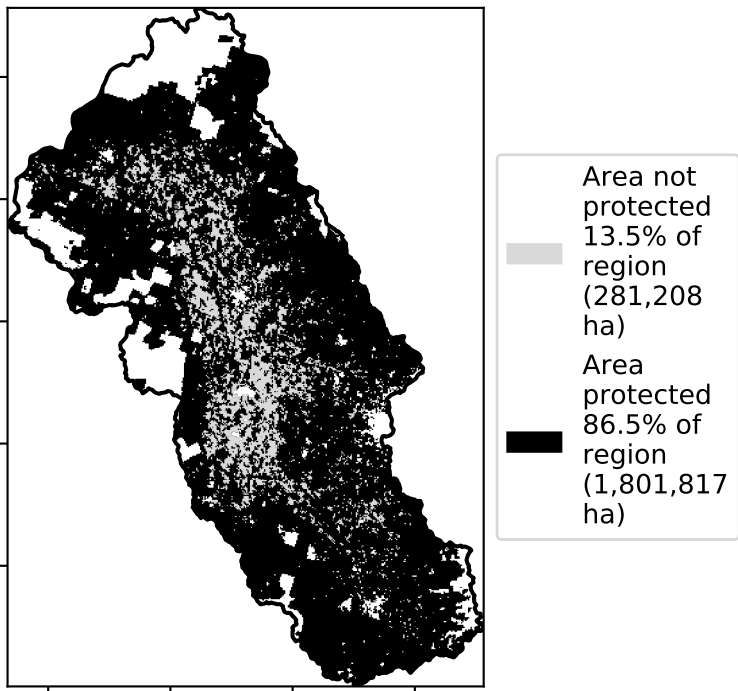 Area not
protected
13.5% of
region
(281,208
ha)
Area
protected
86.5% of
region
(1,801,817
ha)